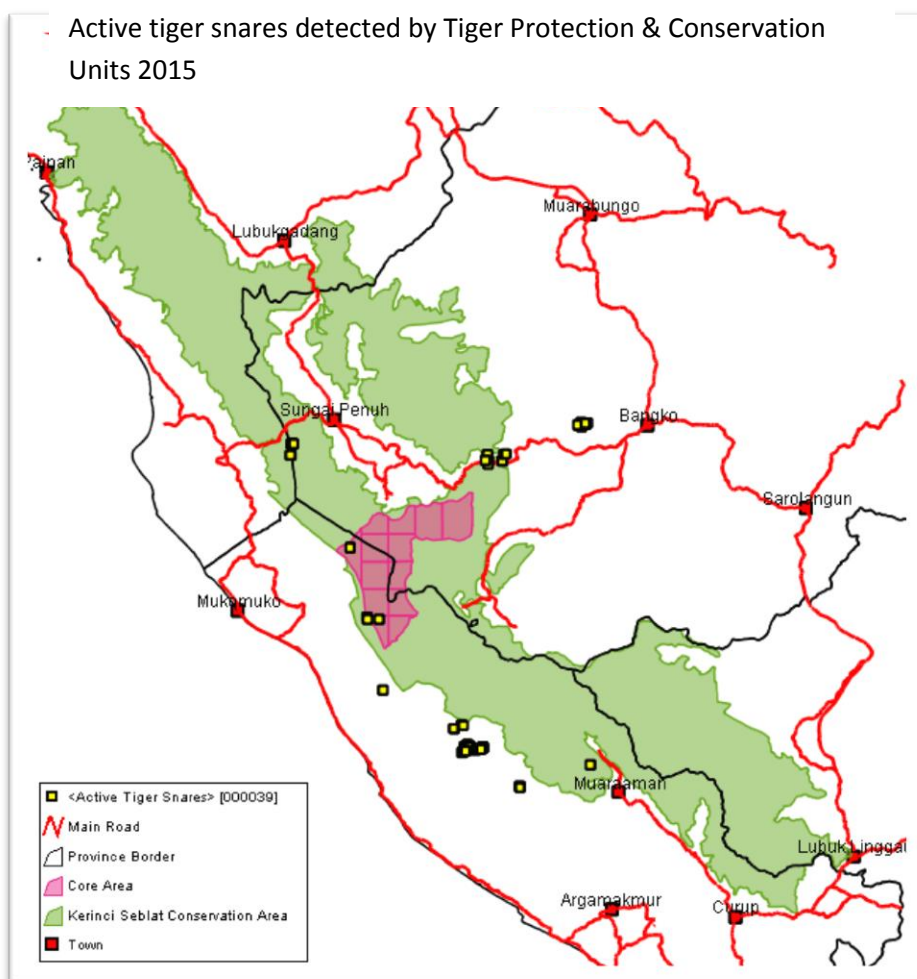 Active tiger snares detected by Tiger Protection & Conservation
Units 2015
Muarabungo
Lubukgadang
Sungai Penuh
Bangko
Sarolangun
Mukomuko
Muaraaman
Lubuk Linggau
Argamakmur
Curup
<Active Tiger Snares> [000039]
Main Road
Province Border
Core Area
Kerinci Seblat Conservation Area
Town